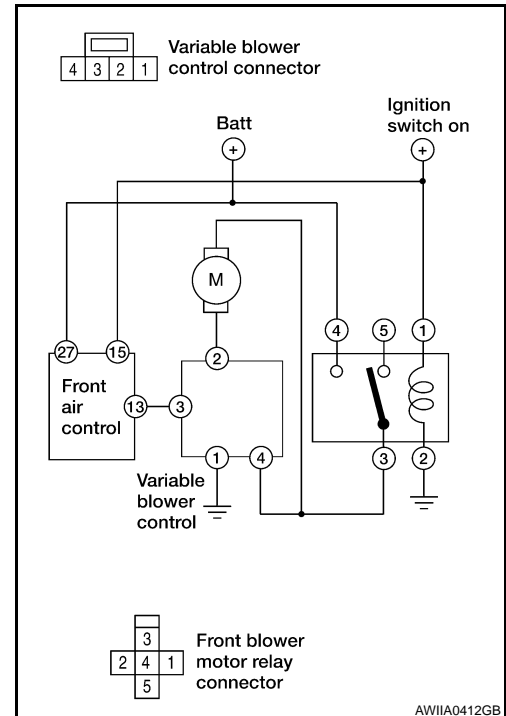 4 3 2 1
Variable blower
control connector
Batt
+
Ignition
switch on
+
M
4 5 1
27 15
2
Front
air
control
13
3
1 4
3 2
Variable
blower
control
3
2 4 1
5
Front blower
motor relay
connector
AWIIA0412GB